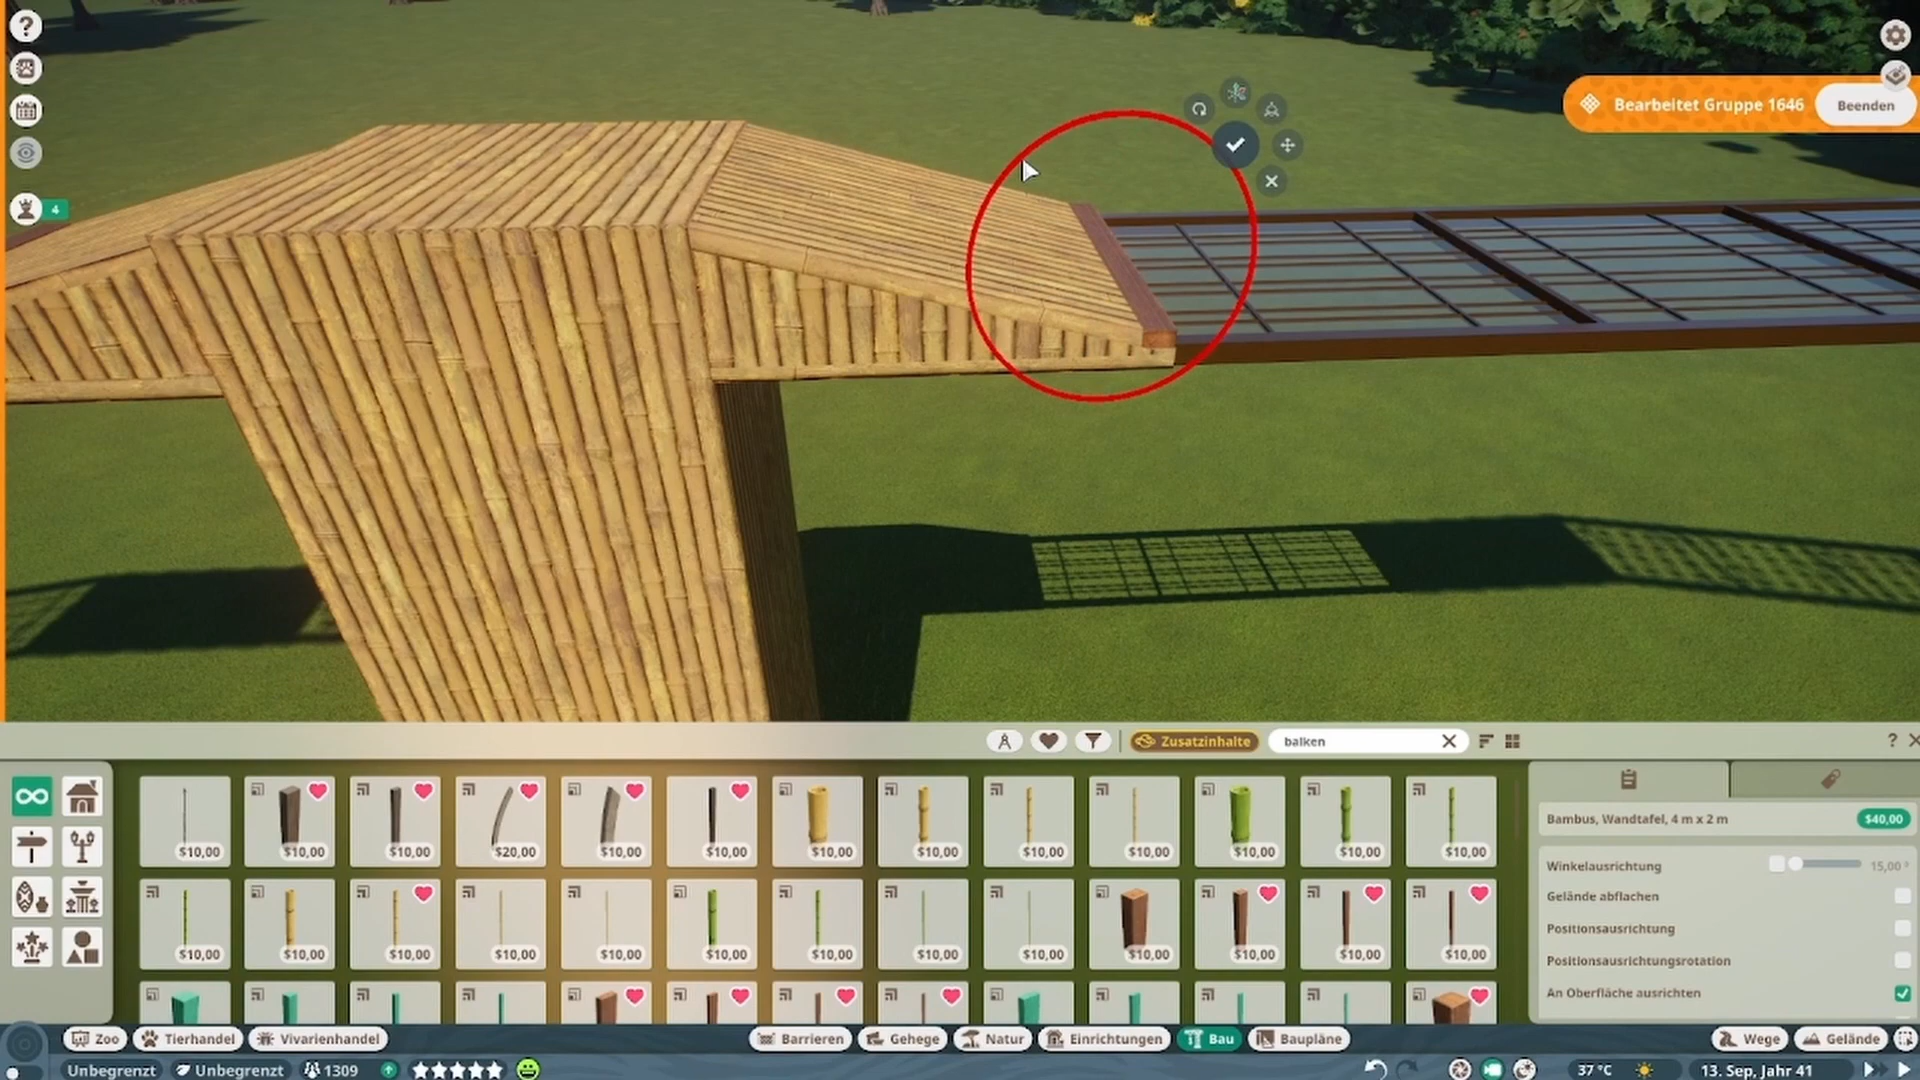 4
Bearbeitet Gruppe 1646
Beenden
Zusatzinhalte
balken
?
$10,00 $10,00 $10,00 $20,00 $10,00 $10,00 $10,00 $10,00 $10,00 $10,00 $10,00 $10,00 $10,00
$10,00 $10,00 $10,00 $10,00 $10,00 $10,00 $10,00 $10,00 $10,00 $10,00 $10,00 $10,00 $10,00
Bambus, Wandtafel, 4 m x 2 m $40,00
Winkelausrichtung 15,00 °
Gelände abflachen
Positionsausrichtung
Positionsausrichtungsrotation
An Oberfläche ausrichten
Zoo Tierhandel Vivarienhandel Barrieren Gehege Natur Einrichtungen Bau Baupläne Wege Gelände
Unbegrenzt Unbegrenzt 1309 37 °C 13. Sep, Jahr 41